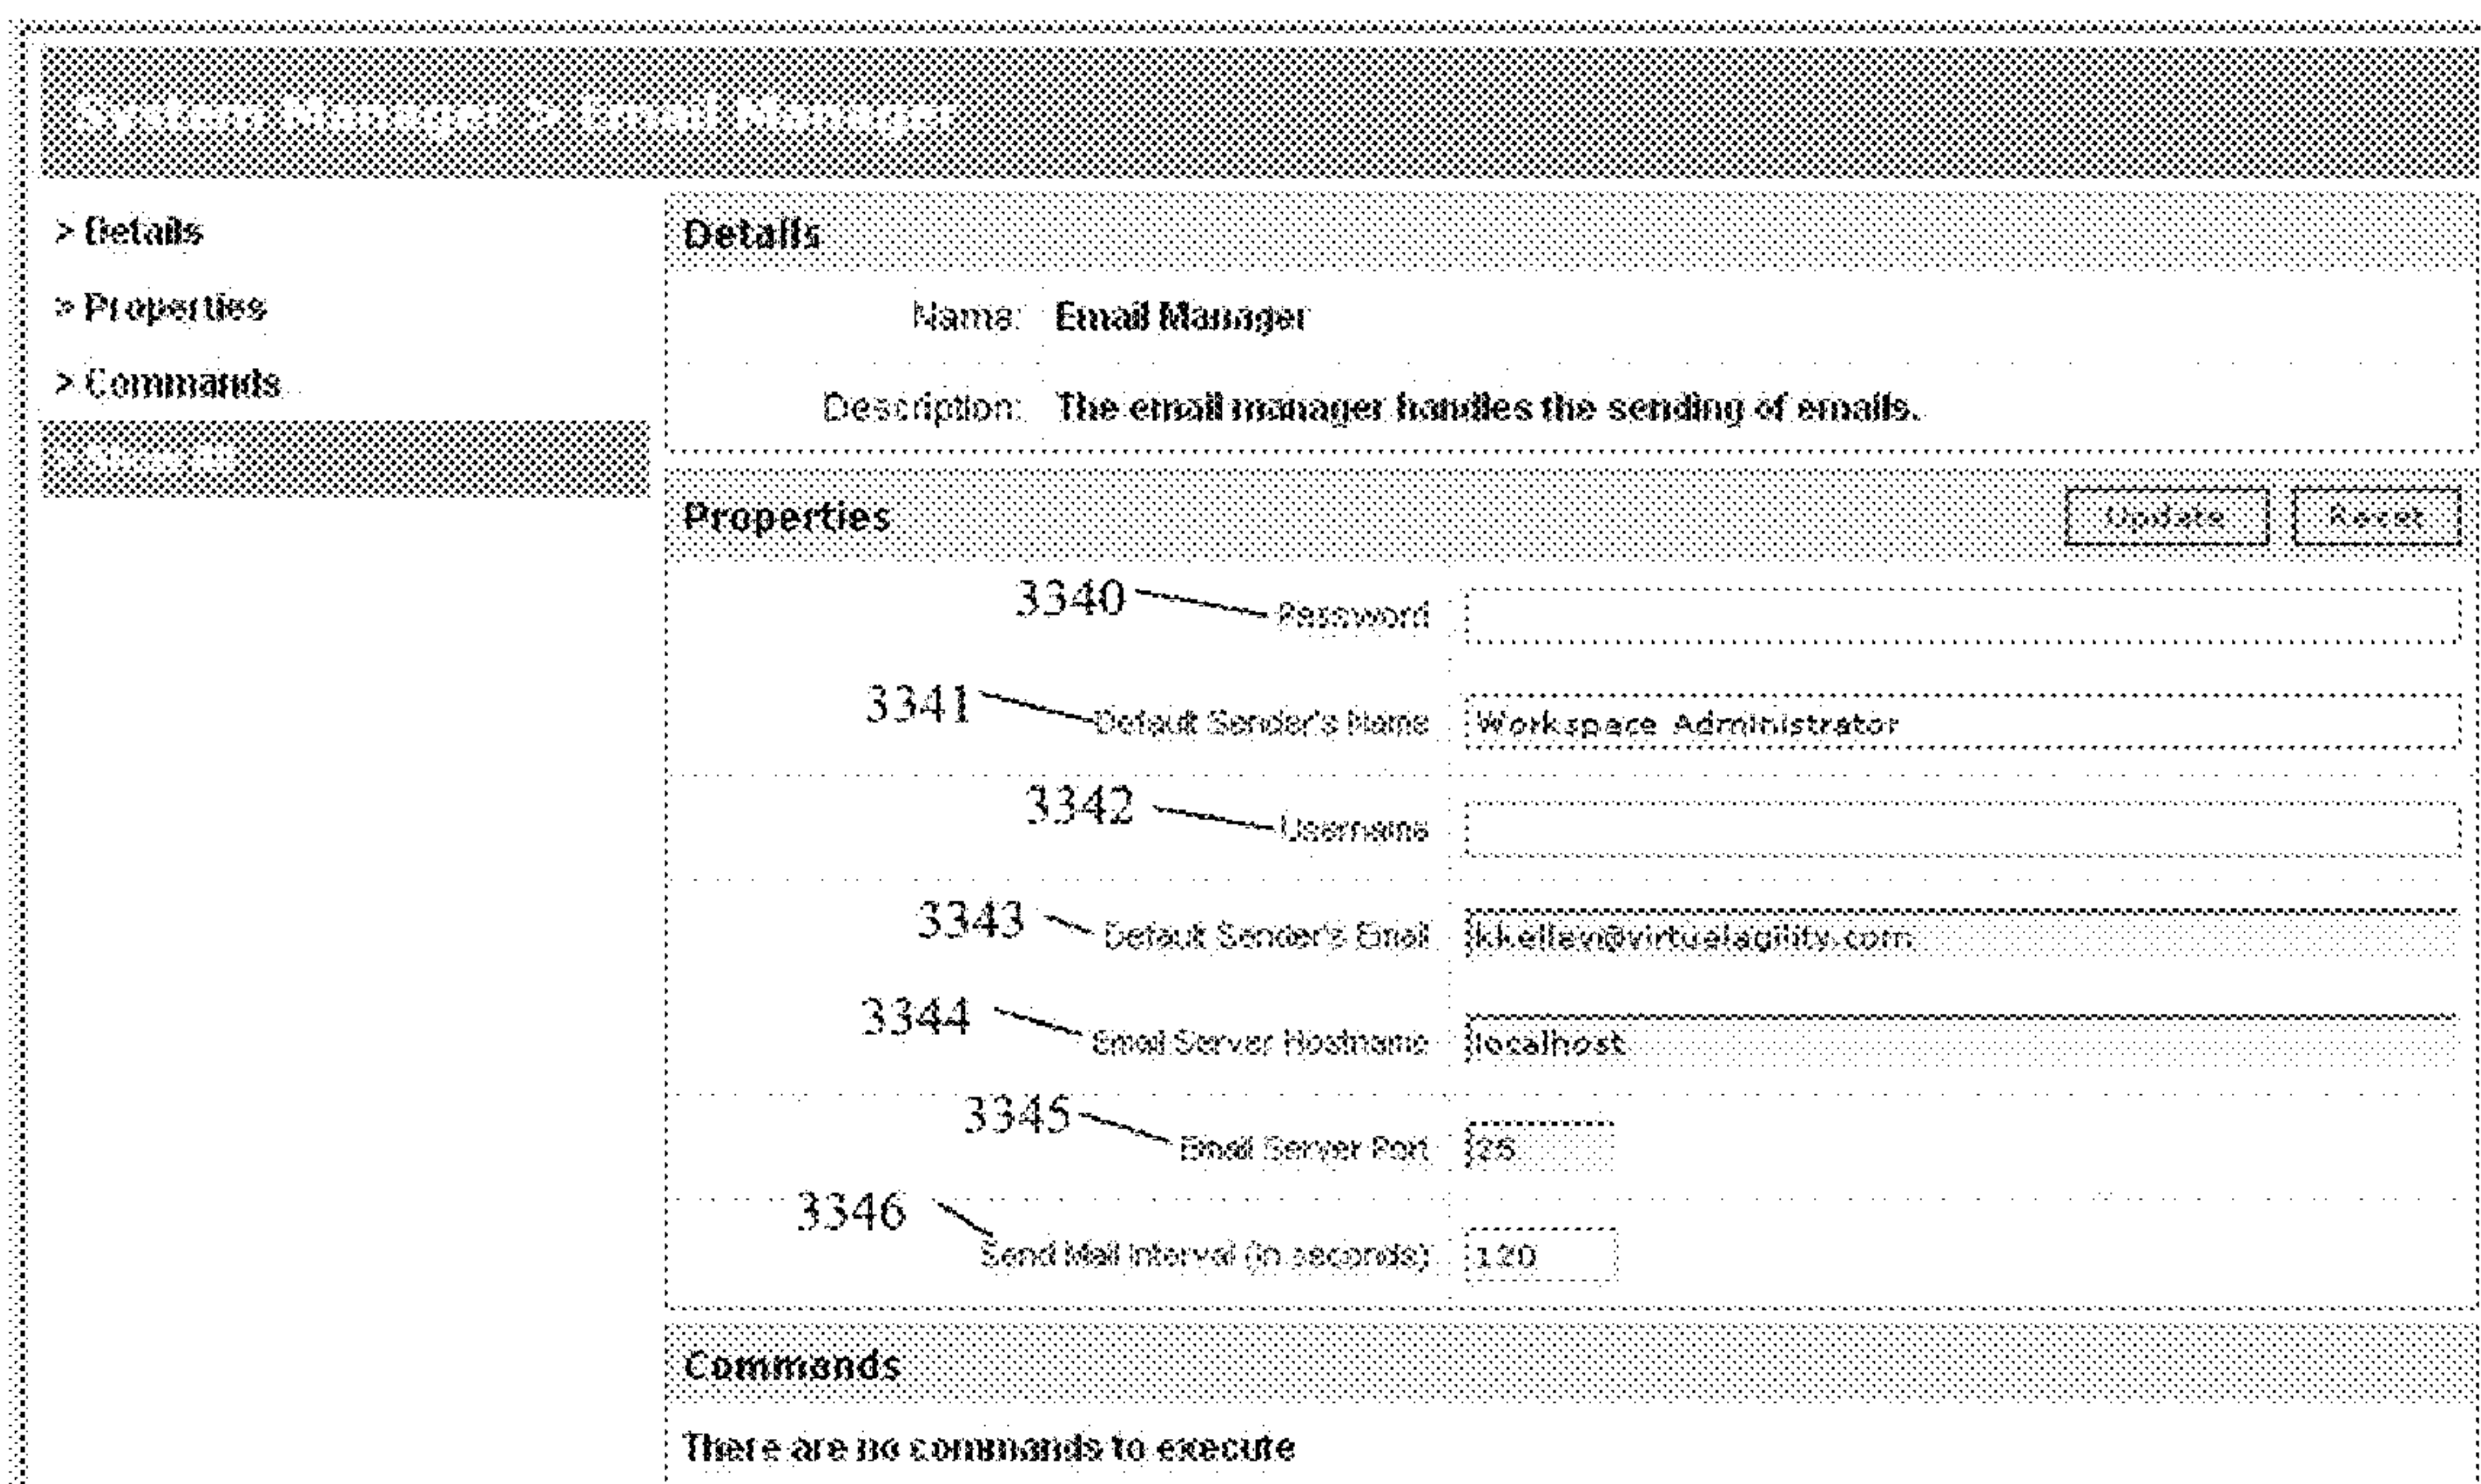 System Manager > Email Manager
> Details
> Properties
> Commands
> Show All
Details
Name: Email Manager
Description: The email manager handles the sending of emails.
Properties Update Reset
3340 Password
3341 Default Sender's Name Workspace Administrator
3342 Username
3343 Default Sender's Email
3344 Email Server Hostname localhost
3345 Email Server Port 25
3346 Send Mail Interval (in seconds) 120
Commands
There are no commands to execute